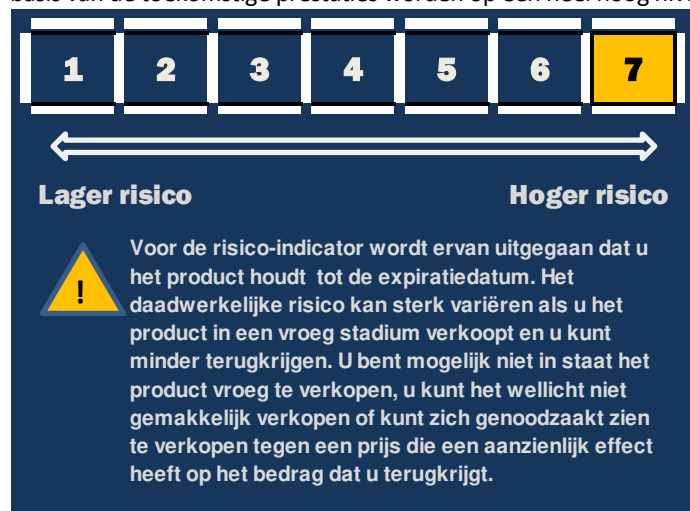 1 2 3 4 5 6 7
Lager risico Hoger risico
Voor de risico-indicator wordt ervan uitgegaan dat u
het product houdt tot de expiratiedatum. Het
! daadwerkelijke risico kan sterk variëren als u het
product in een vroeg stadium verkoopt en u kunt
minder terugkrijgen. U bent mogelijk niet in staat het
product vroeg te verkopen, u kunt het wellicht niet
gemakkelijk verkopen of kunt zich genoodzaakt zien
te verkopen tegen een prijs die een aanzienlijk effect
heeft op het bedrag dat u terugkrijgt.